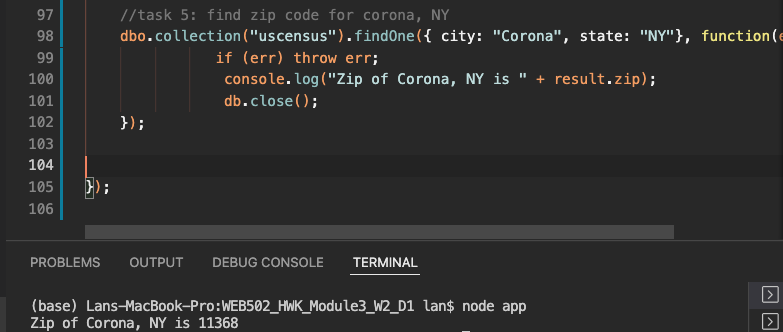 97 //task 5: find zip code for corona, NY
98 dbo.collection("uscensus").findOne({ city: "Corona", state: "NY"}, function(
99 if (err) throw err;
100 console.log("Zip of Corona, NY is " + result.zip);
101 db.close();
102 });
103
104
105 });
106
PROBLEMS OUTPUT DEBUG CONSOLE TERMINAL
(base) Lans-MacBook-Pro:WEB502_HWK_Module3_W2_D1 lan$ node app
Zip of Corona, NY is 11368